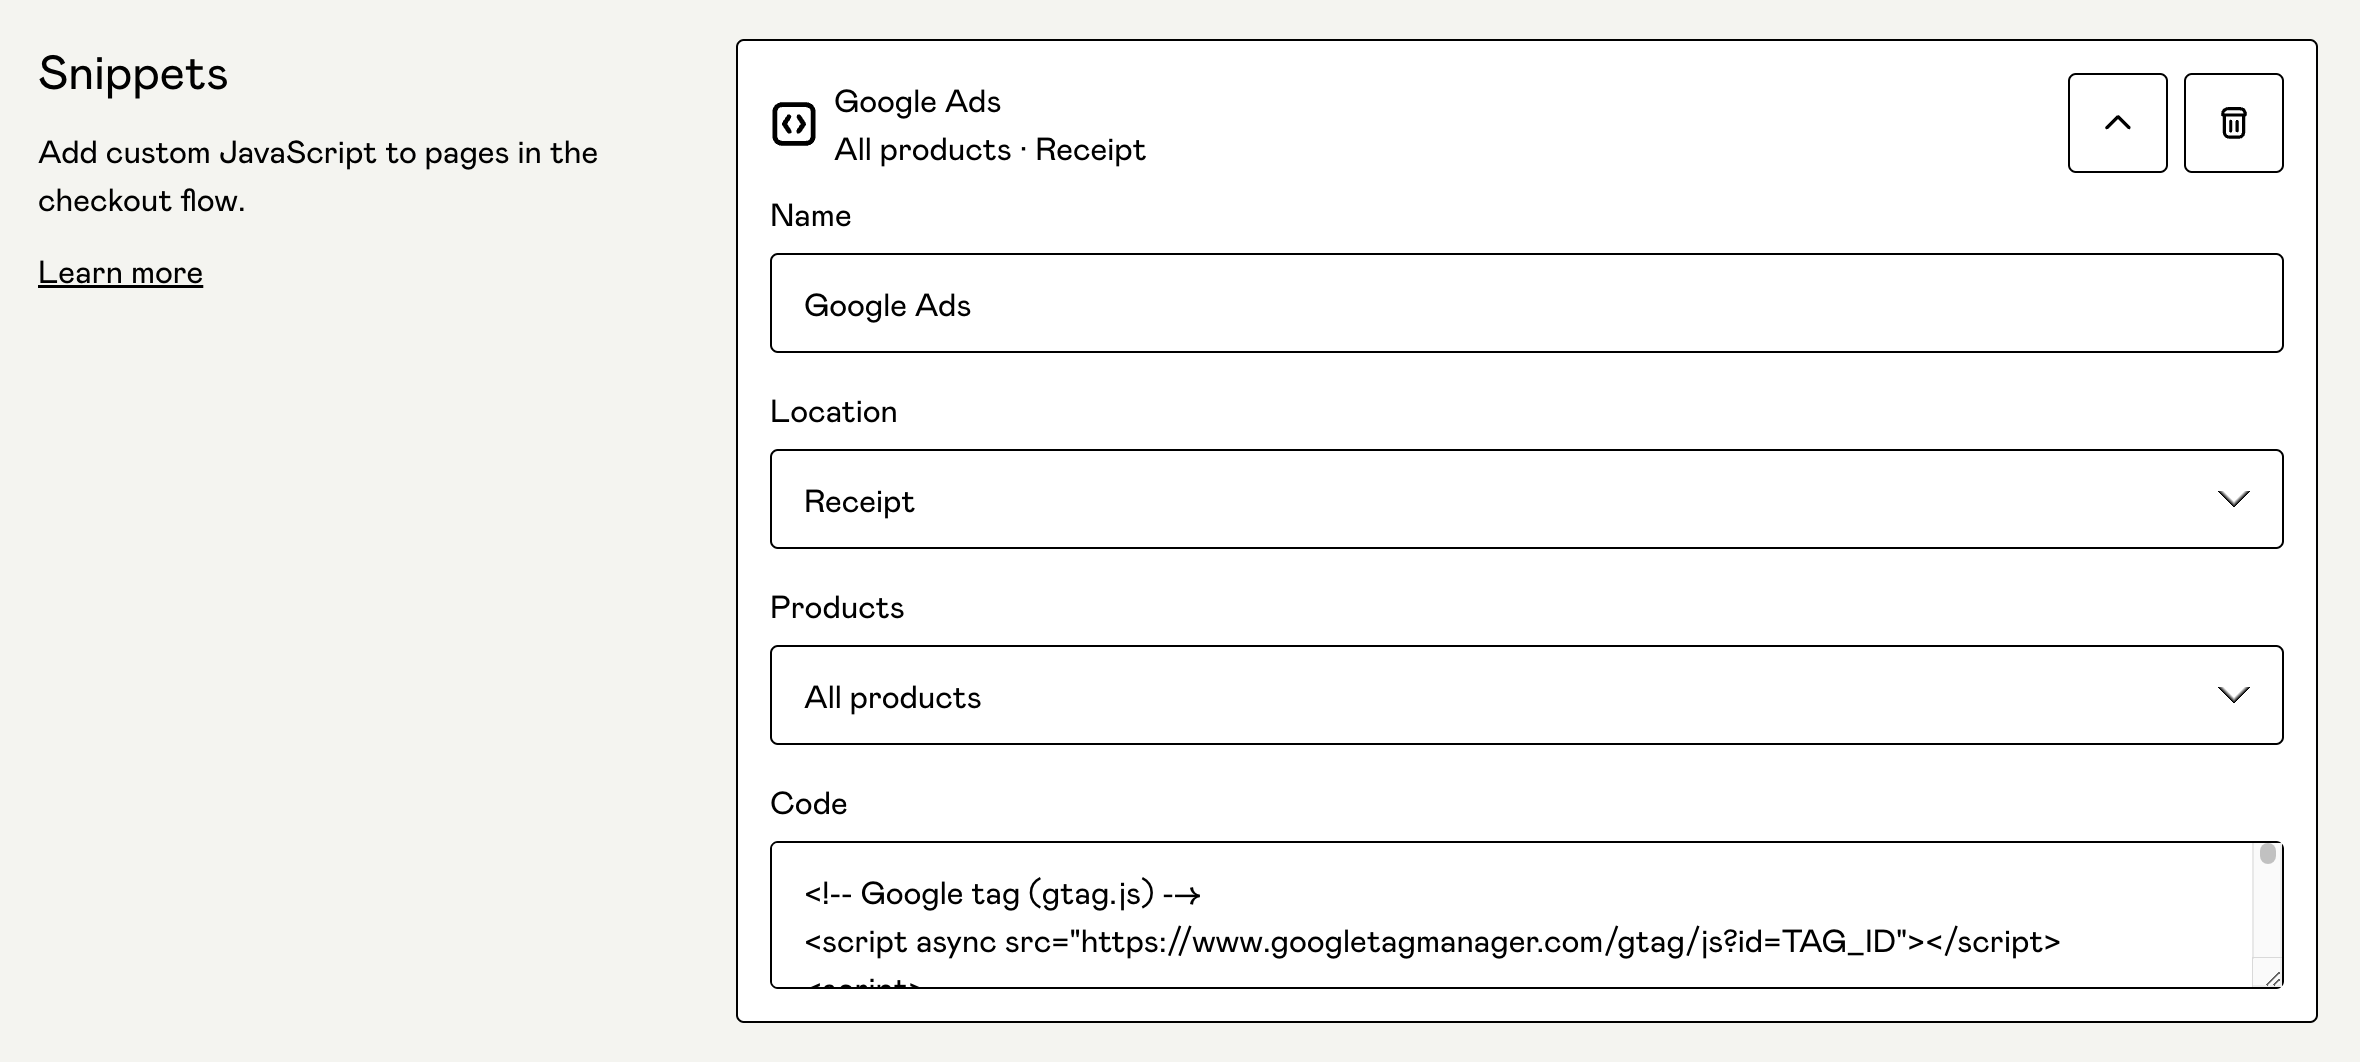 Snippets
Add custom JavaScript to pages in the
checkout flow.
Learn more
Google Ads
All products · Receipt
Name
Google Ads
Location
Receipt
Products
All products
Code
<!-- Google tag (gtag.js) -->
<script async src="https://www.googletagmanager.com/gtag/js?id=TAG_ID"></script>
<script>